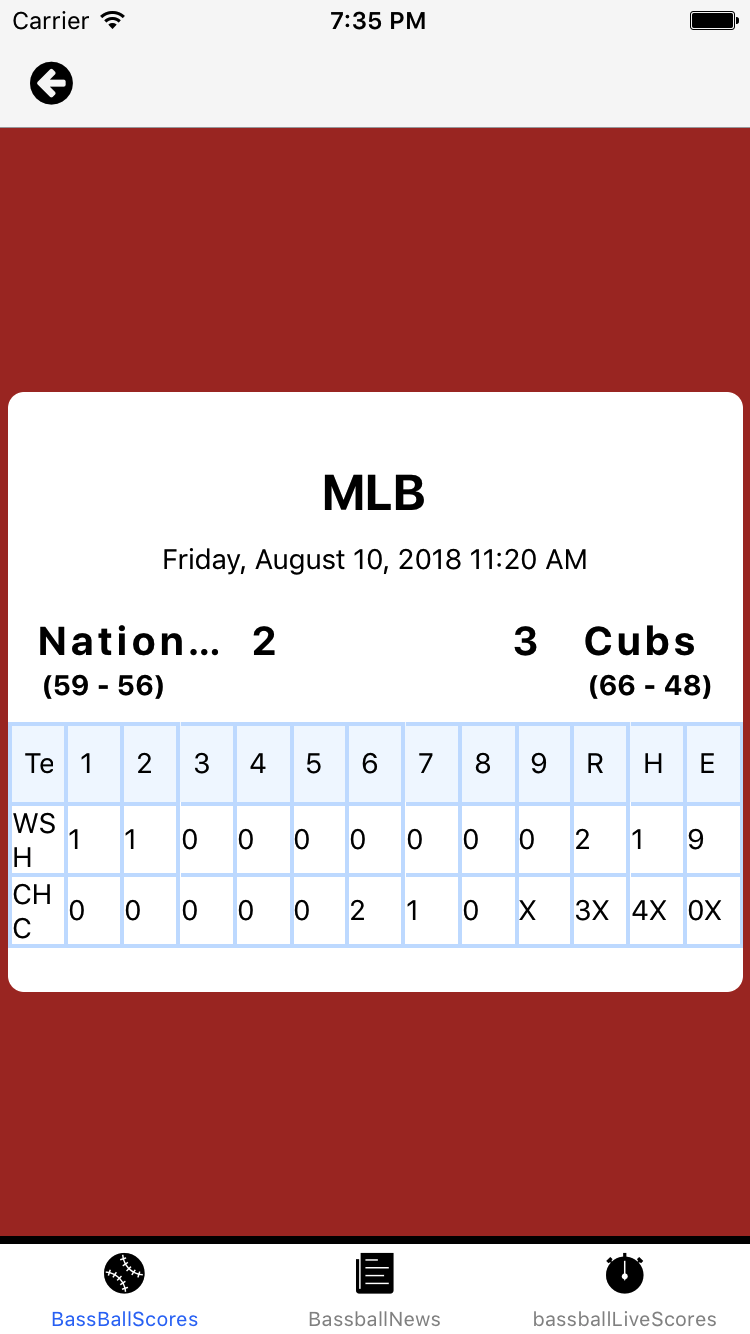 Carrier 7:35 PM
MLB
Friday, August 10, 2018 11:20 AM
Nation... 2 3 Cubs
(59 - 56) (66 - 48)
Te 1 2 3 4 5 6 7 8 9 R H E
WS
H 1 1 0 0 0 0 0 0 0 2 1 9
CH
C 0 0 0 0 0 2 1 0 X 3X 4X 0X
BassBallScores BassballNews bassballLiveScores